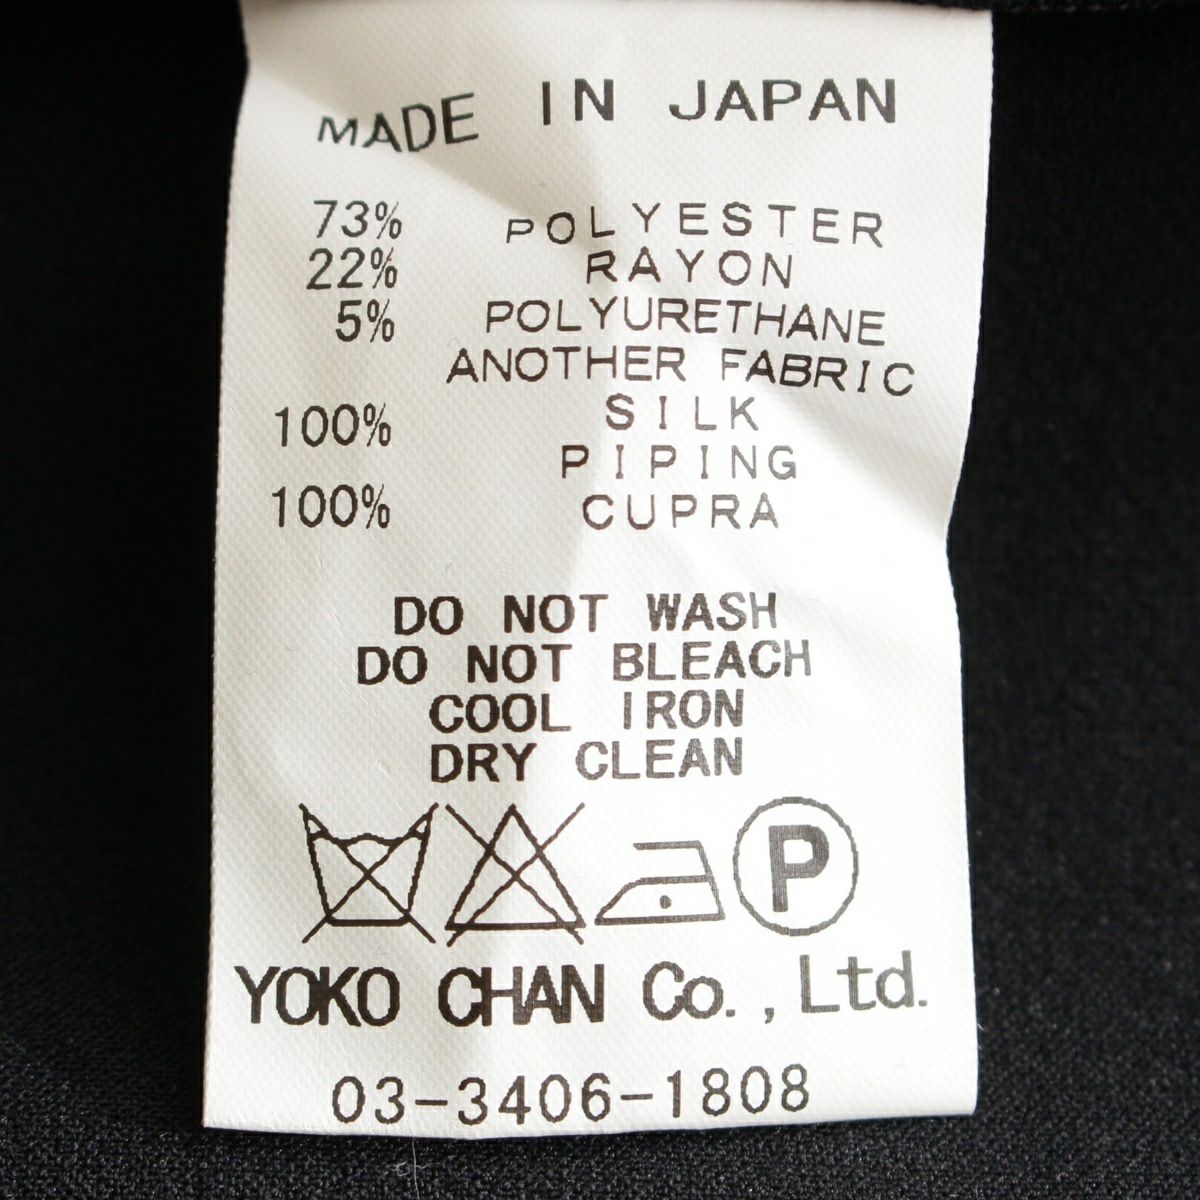 MADE IN JAPAN
73% POLYESTER
22% RAYON
5% POLYURETHANE
ANOTHER FABRIC
100% SILK
PIPING
100% CUPRA
DO NOT WASH
DO NOT BLEACH
COOL IRON
DRY CLEAN
P
YOKO CHAN Co., Ltd.
03-3406-1808